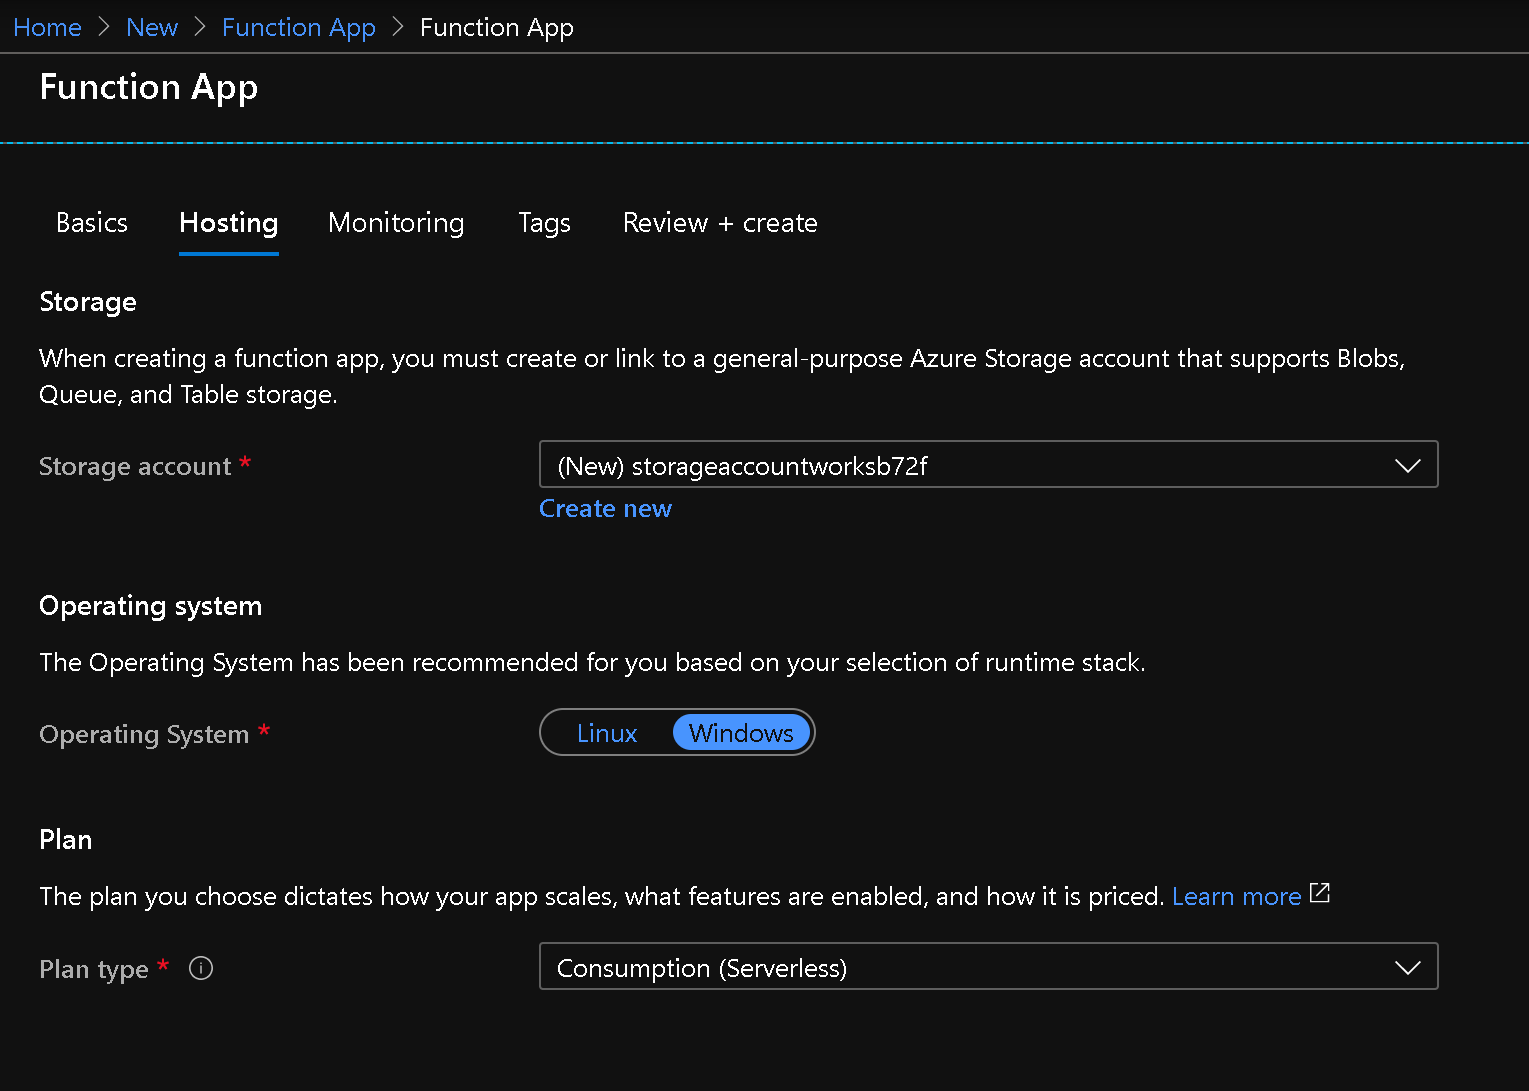 Home > New > Function App > Function App
Function App
Basics Hosting Monitoring Tags Review + create
Storage
When creating a function app, you must create or link to a general-purpose Azure Storage account that supports Blobs,
Queue, and Table storage.
Storage account * (New) storageaccountworksb72f
Create new
Operating system
The Operating System has been recommended for you based on your selection of runtime stack.
Operating System * Linux Windows
Plan
The plan you choose dictates how your app scales, what features are enabled, and how it is priced. Learn more
Plan type * Consumption (Serverless)